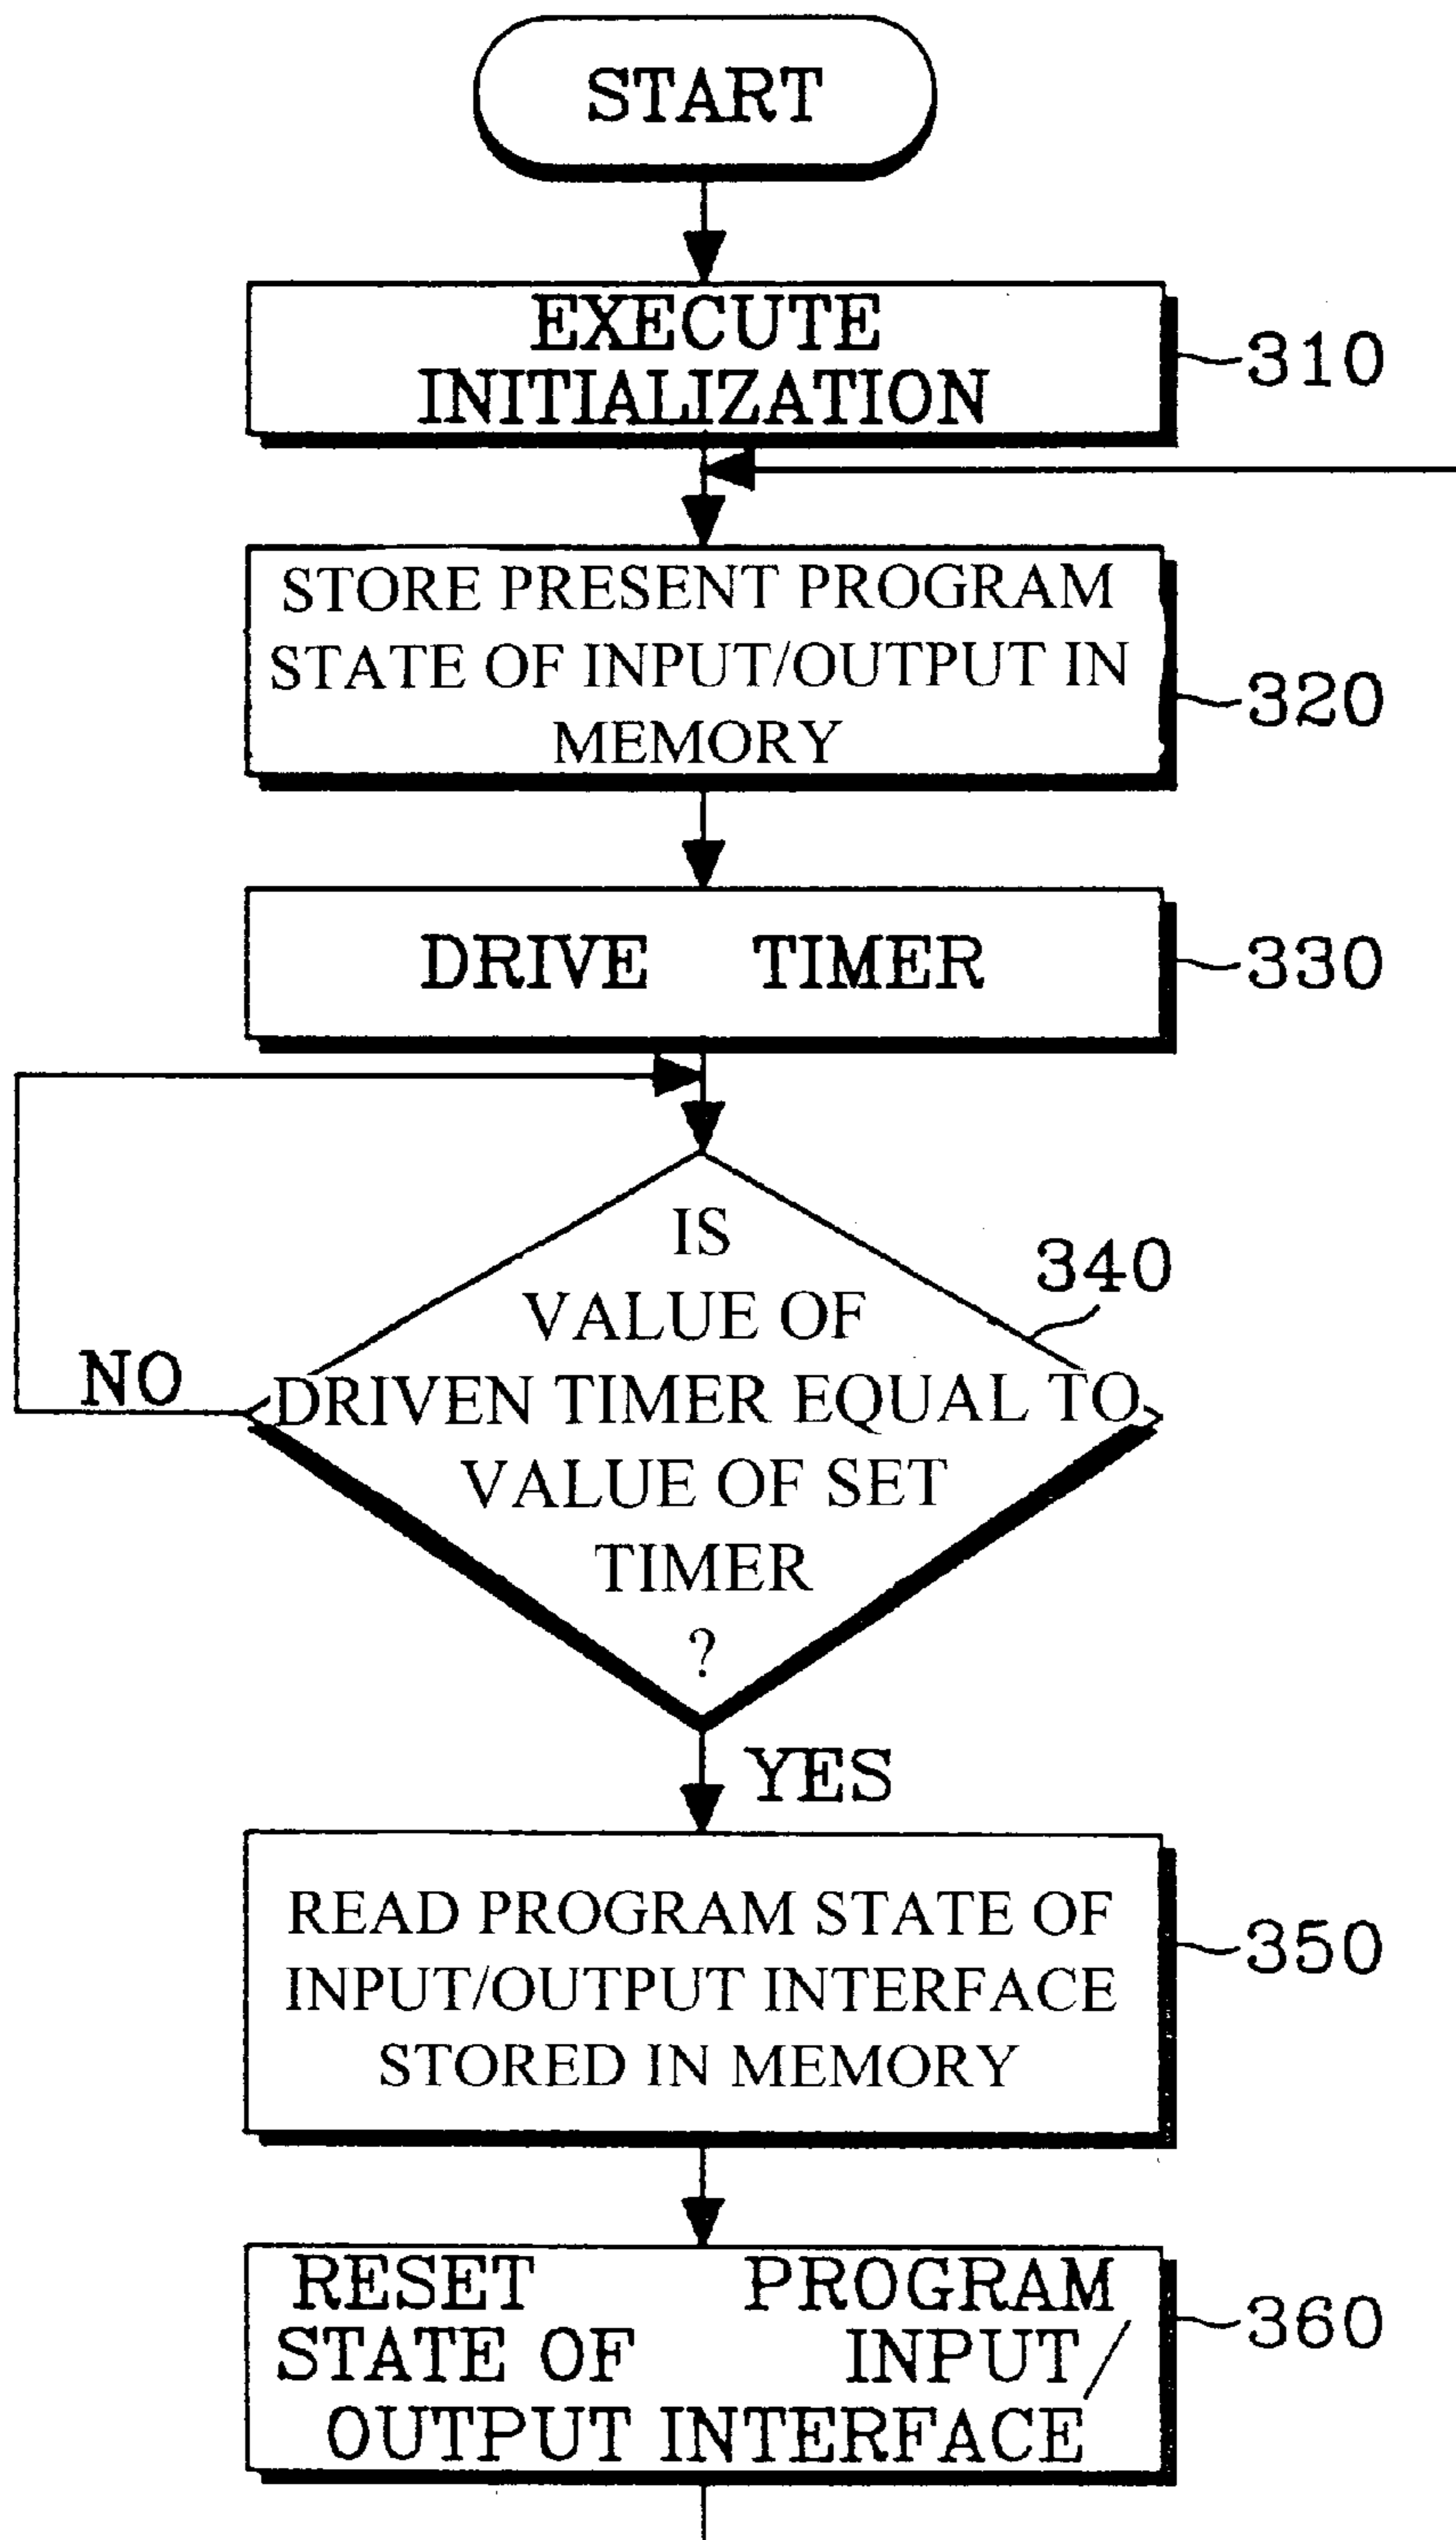 START
EXECUTE
INITIALIZATION
310
STORE PRESENT PROGRAM
STATE OF INPUT/OUTPUT IN
MEMORY
320
DRIVE TIMER
330
IS
VALUE OF
DRIVEN TIMER EQUAL TO
VALUE OF SET
TIMER
?
340
NO
YES
READ PROGRAM STATE OF
INPUT/OUTPUT INTERFACE
STORED IN MEMORY
350
RESET PROGRAM
STATE OF INPUT/
OUTPUT INTERFACE
360